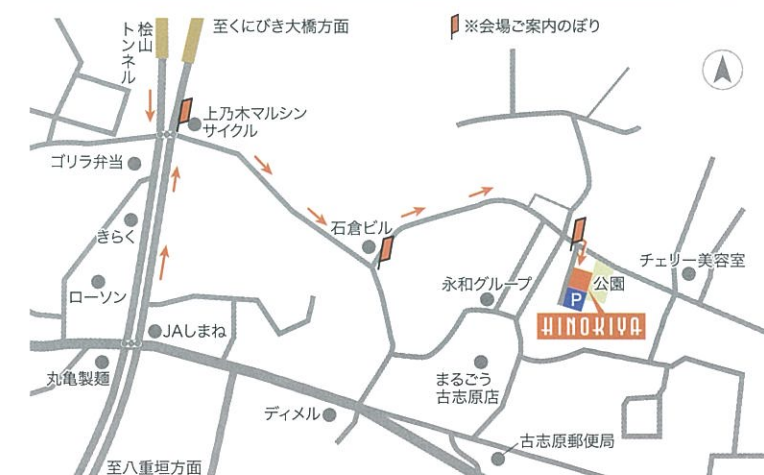 至くにびき大橋方面
※会場ご案内のぼり
桧山
トンネル
上乃木マルシン
サイクル
ゴリラ弁当
きらく
石倉ビル
チェリー美容室
ローソン
永和グループ
公園
P
HINOKIYA
JAしまね
丸亀製麺
まるごう
古志原店
ディメル
古志原郵便局
至八重垣方面